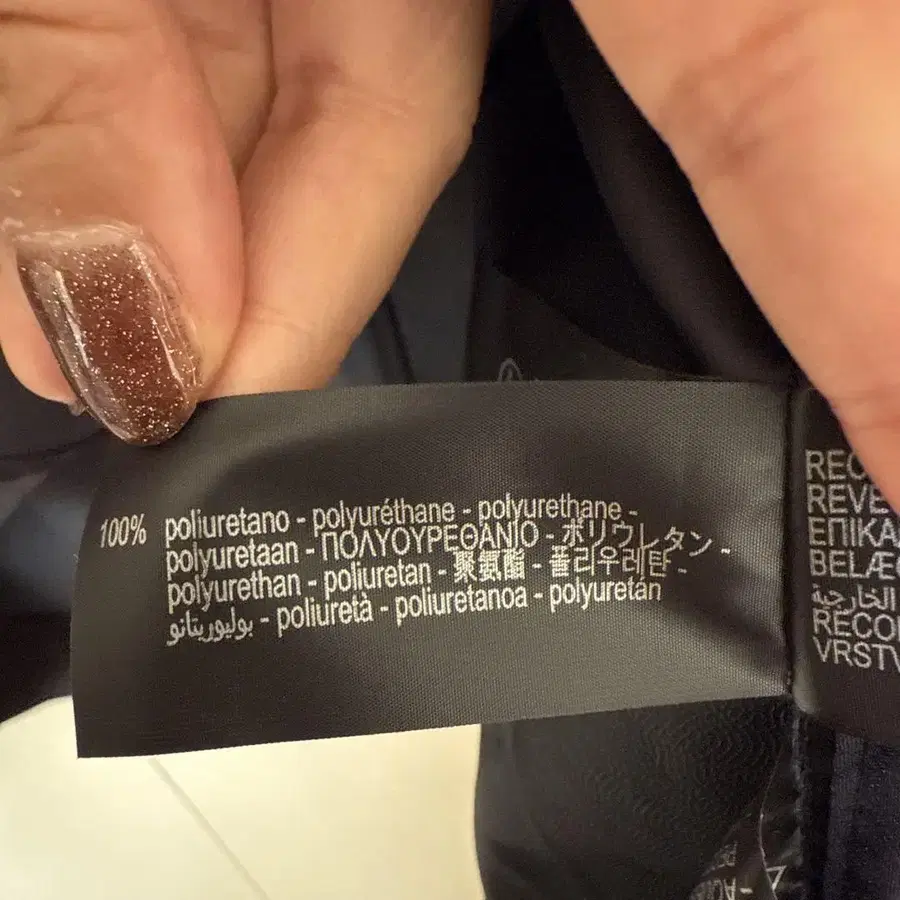 100% poliuretano - polyuréthane - polyurethane -
polyuretaan - ΠΟΛΥΟΥΡΕΘΑΝΙΟ - ポリウレタン -
polyurethan - poliuretan - 聚氨酯 - 폴리우레탄 -
بوليوريتانو - poliuretà - poliuretanoa - polyuretán
REC
REVE
ΕΠΙΚΑ
BELÆG
الخارجية
RECO
VRSTV